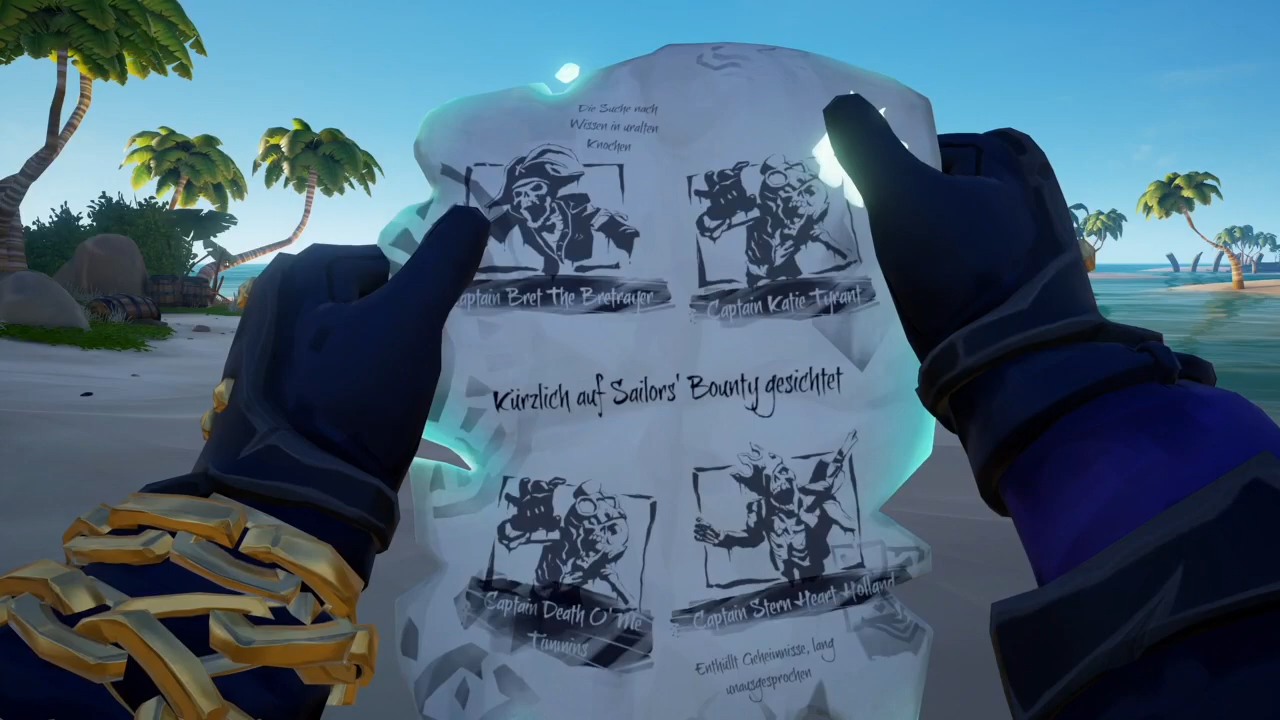 Die Suche nach
Wissen in uralten
Knochen
Captain Bret The Bretrayer
Captain Katie Tyrant
Kürzlich auf Sailors' Bounty gesichtet
Captain Death O' Me
Timmins
Captain Stern Heart Holland
Enthüllt Geheimnisse, lang
unausgesprochen